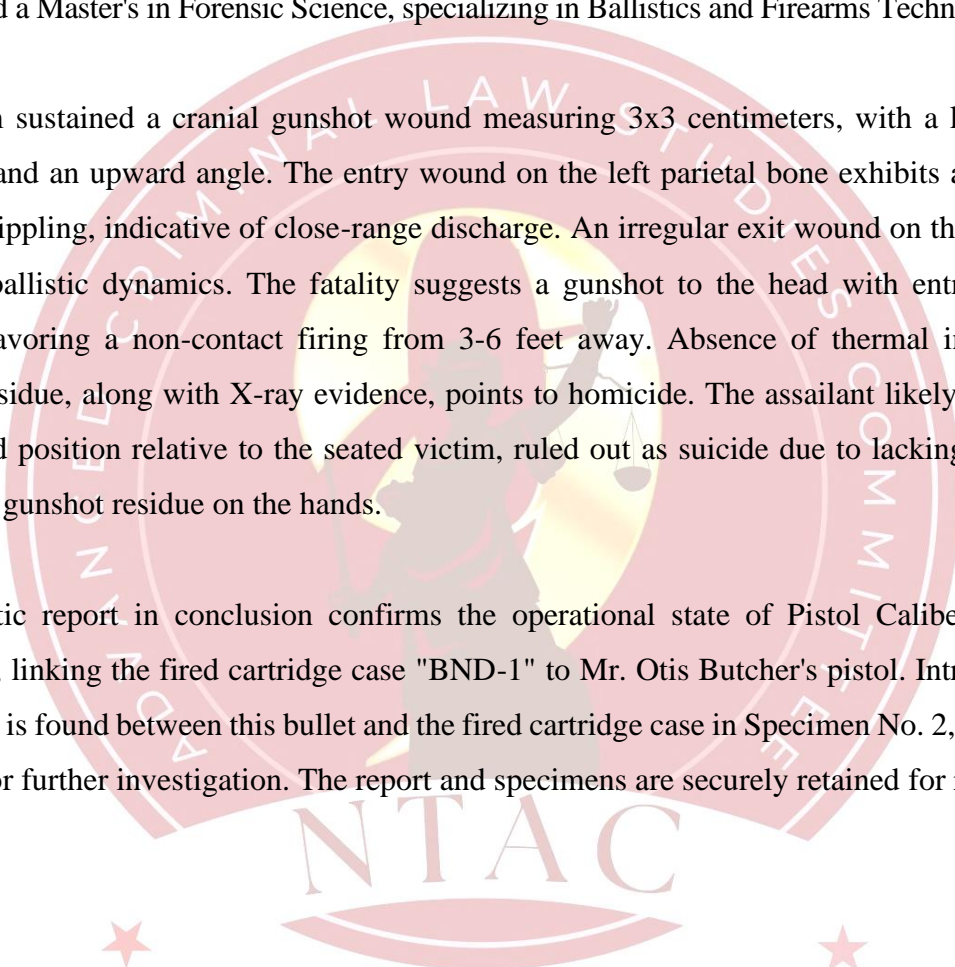 d a Master's in Forensic Science, specializing in Ballistics and Firearms Techn
n sustained a cranial gunshot wound measuring 3x3 centimeters, with a
and an upward angle. The entry wound on the left parietal bone exhibits a
ippling, indicative of close-range discharge. An irregular exit wound on th
ballistic dynamics. The fatality suggests a gunshot to the head with entr
avoring a non-contact firing from 3-6 feet away. Absence of thermal i
sidue, along with X-ray evidence, points to homicide. The assailant likely
d position relative to the seated victim, ruled out as suicide due to lacking
gunshot residue on the hands.
tic report in conclusion confirms the operational state of Pistol Calibe
, linking the fired cartridge case "BND-1" to Mr. Otis Butcher's pistol. Intr
is found between this bullet and the fired cartridge case in Specimen No. 2,
or further investigation. The report and specimens are securely retained for
ADVANCED CRIMINAL LAW STUDIES COMMITTEE
NTAC